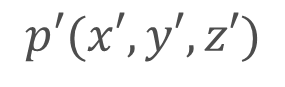 p′(x′, y′, z′)